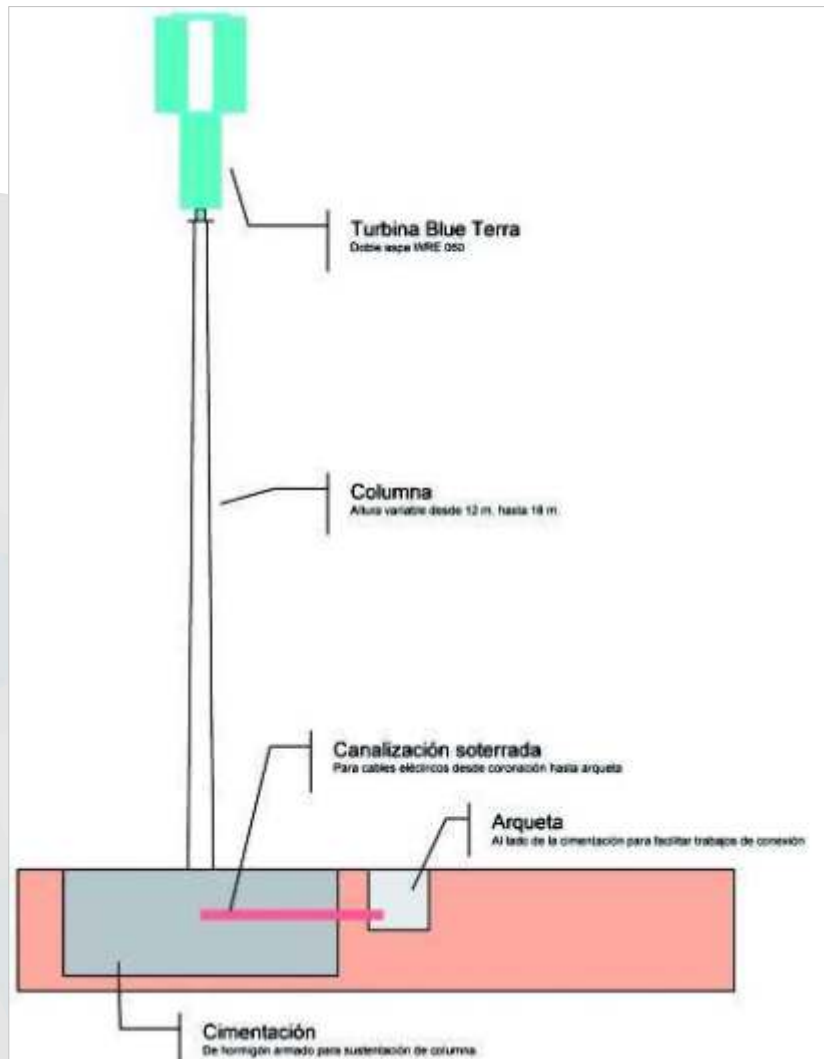 Turbina Blue Terra
Doble aspa WRE 060
Columna
Altura variable desde 12 m. hasta 18 m.
Canalización soterrada
Para cables eléctricos desde coronación hasta arqueta
Arqueta
Al lado de la cimentación para facilitar trabajos de conexión
Cimentación
De hormigón armado para sustentación de columna